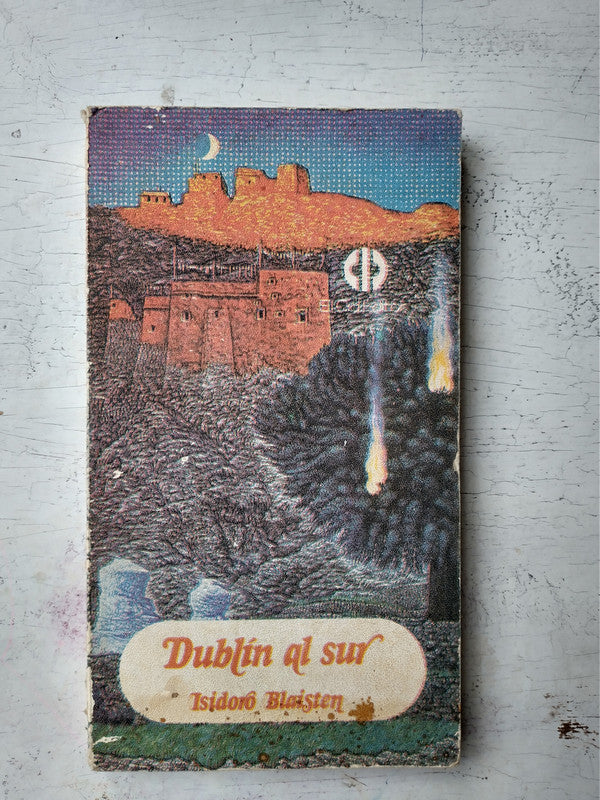 Dublín al sur
Isidoro Blaisten